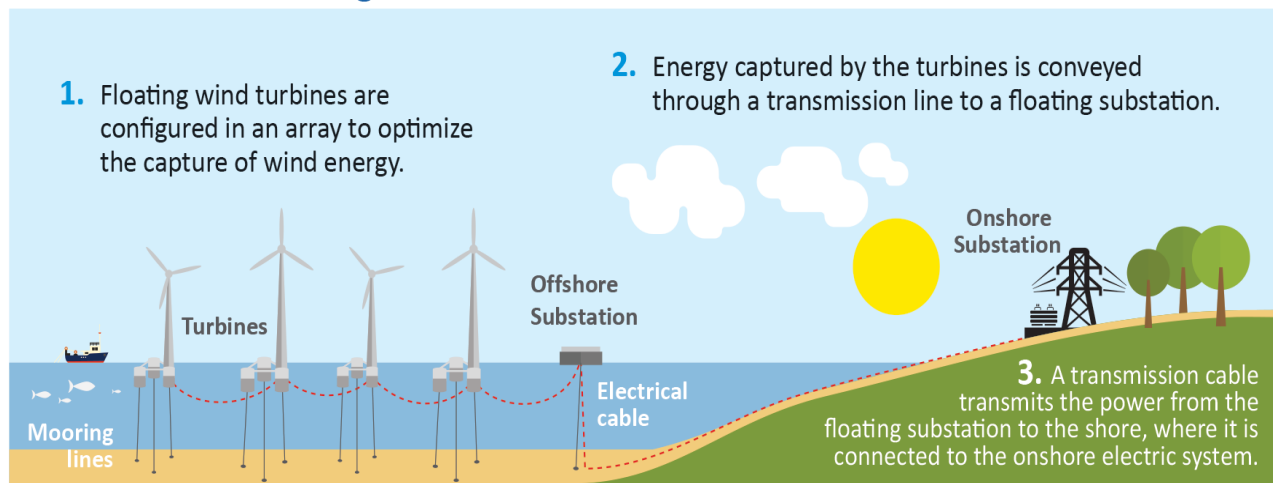 1. Floating wind turbines are
configured in an array to optimize
the capture of wind energy.
2. Energy captured by the turbines is conveyed
through a transmission line to a floating substation.
Onshore
Substation
Offshore
Substation
Turbines
Electrical
cable
Mooring
lines
3. A transmission cable
transmits the power from the
floating substation to the shore, where it is
connected to the onshore electric system.